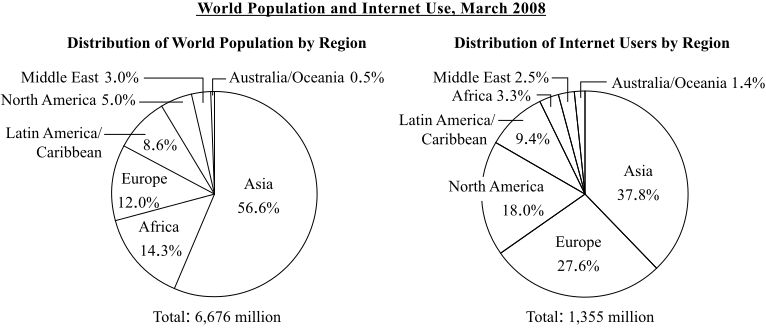 World Population and Internet Use, March 2008
Distribution of World Population by Region
Middle East 3.0%
Australia/Oceania 0.5%
North America 5.0%
Latin America/
Caribbean
8.6%
Europe
12.0%
Asia
56.6%
Africa
14.3%
Total: 6,676 million
Distribution of Internet Users by Region
Middle East 2.5%
Australia/Oceania 1.4%
Africa 3.3%
Latin America/
Caribbean
9.4%
Asia
37.8%
North America
18.0%
Europe
27.6%
Total: 1,355 million